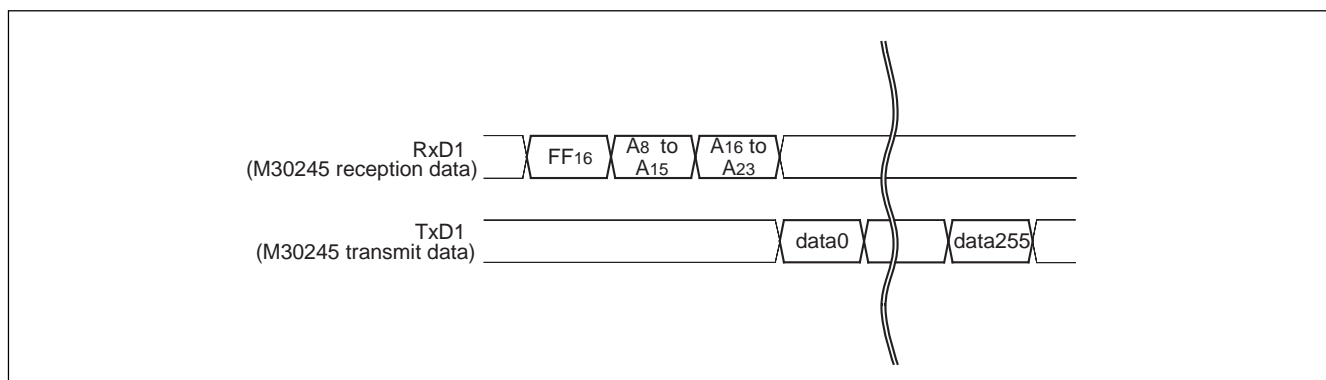 RxD1
(M30245 reception data)
FF16
A8 to
A15
A16 to
A23
TxD1
(M30245 transmit data)
data0
data255